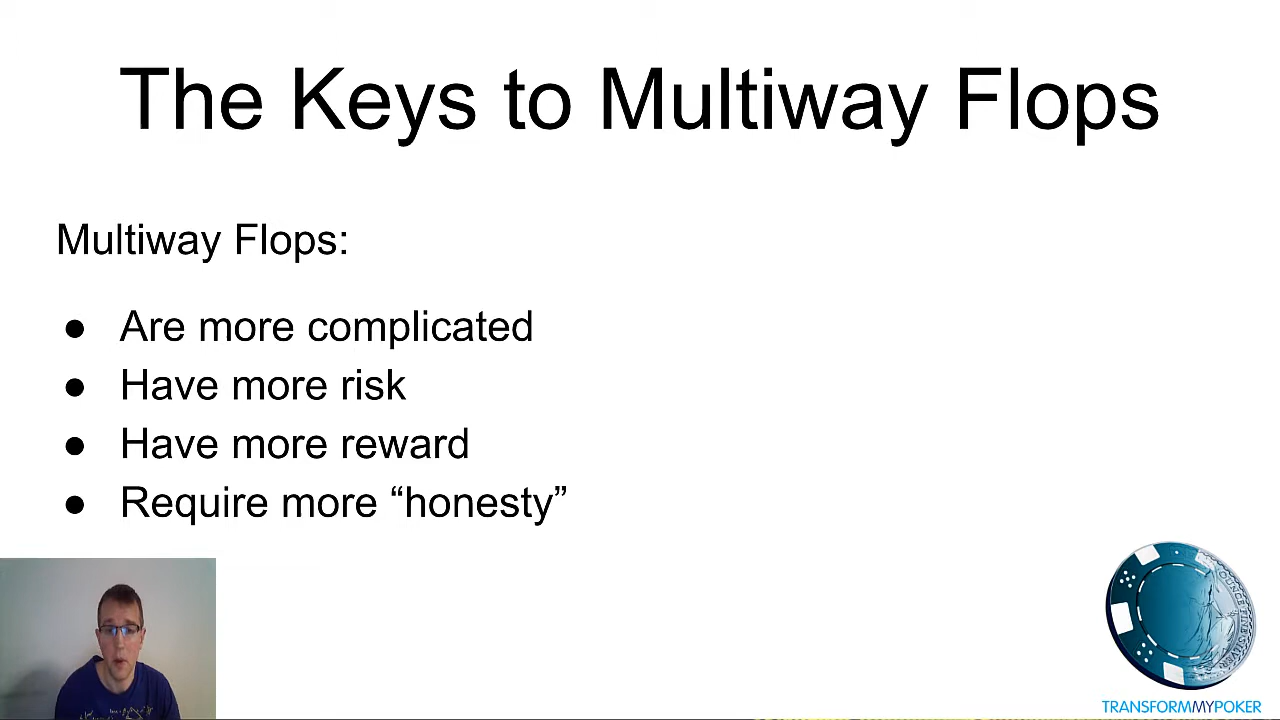 The Keys to Multiway Flops
Multiway Flops:
● Are more complicated
● Have more risk
● Have more reward
● Require more “honesty”
TRANSFORMMYPOKER